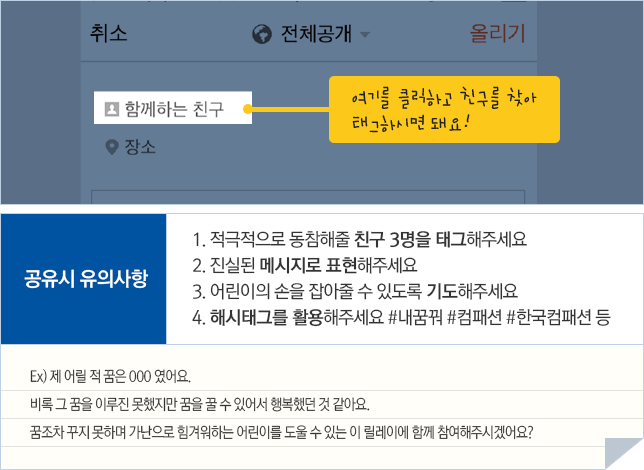 취소 전체공개 올리기
함께하는 친구
여기를 클릭하고 친구를 찾아
태그하시면 돼요!
장소
공유시 유의사항
1. 적극적으로 동참해줄 친구 3명을 태그해주세요
2. 진실된 메시지로 표현해주세요
3. 어린이의 손을 잡아줄 수 있도록 기도해주세요
4. 해시태그를 활용해주세요 #내꿈꿔 #컴패션 #한국컴패션 등
Ex) 제 어릴 적 꿈은 000 였어요.
비록 그 꿈을 이루진 못했지만 꿈을 꿀 수 있어서 행복했던 것 같아요.
꿈조차 꾸지 못하며 가난으로 힘겨워하는 어린이를 도울 수 있는 이 릴레이에 함께 참여해주시겠어요?